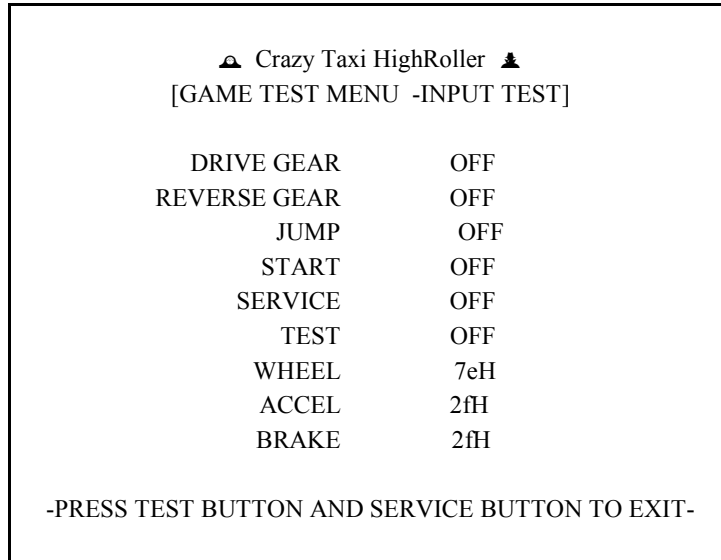 Crazy Taxi HighRoller
[GAME TEST MENU -INPUT TEST]
DRIVE GEAR OFF
REVERSE GEAR OFF
JUMP OFF
START OFF
SERVICE OFF
TEST OFF
WHEEL 7eH
ACCEL 2fH
BRAKE 2fH
-PRESS TEST BUTTON AND SERVICE BUTTON TO EXIT-